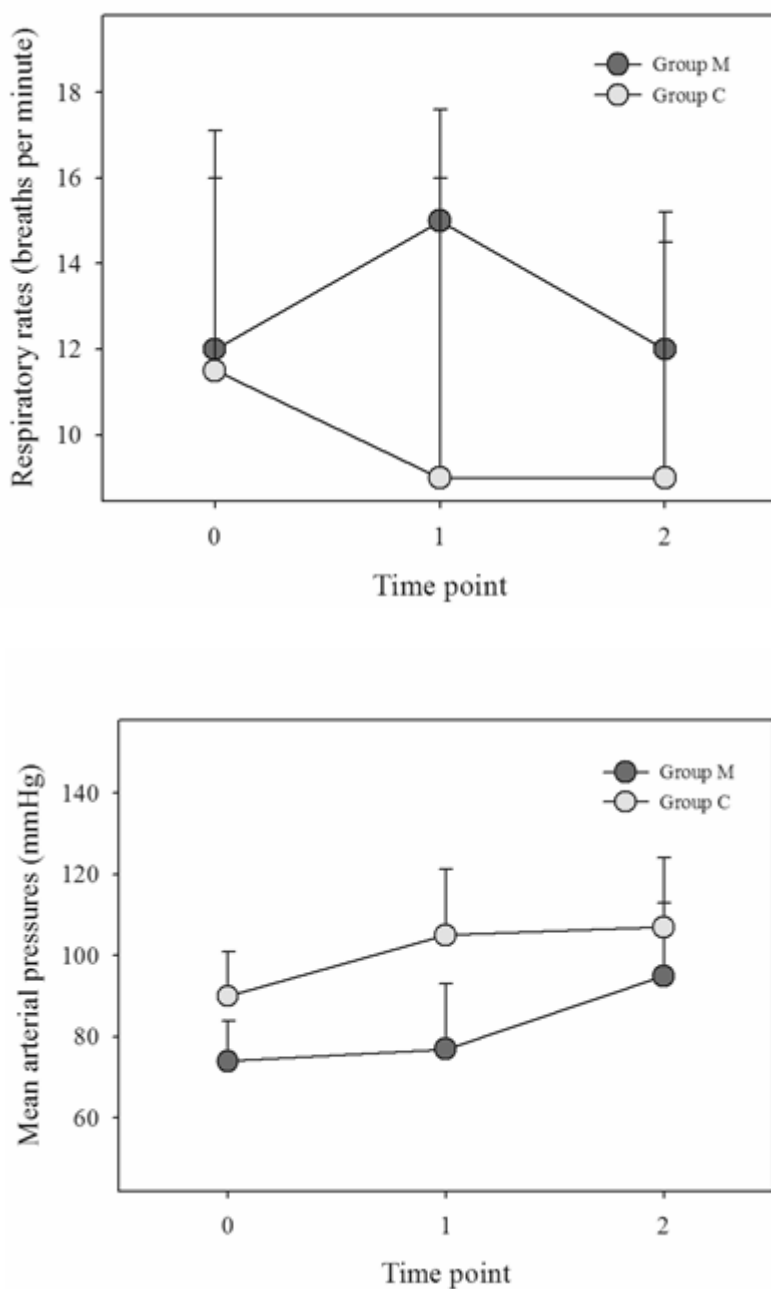 Respiratory rates (breaths per minute)
Group M
Group C
18
16
14
12
10
0 1 2
Time point
Mean arterial pressures (mmHg)
Group M
Group C
140
120
100
80
60
0 1 2
Time point